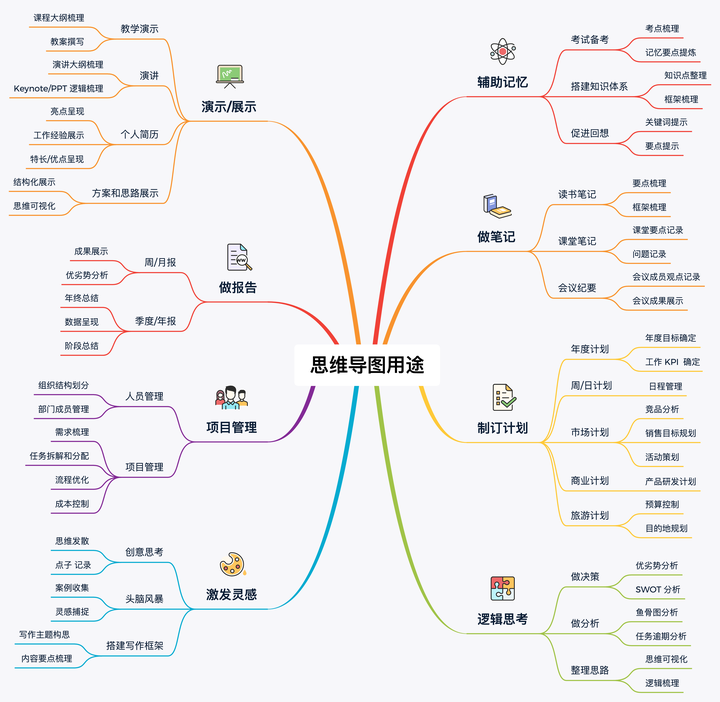 思维导图用途
演示/展示
教学演示
课程大纲梳理
教案撰写
演讲
演讲大纲梳理
Keynote/PPT 逻辑梳理
个人简历
亮点呈现
工作经验展示
特长/优点呈现
方案和思路展示
结构化展示
思维可视化
做报告
周/月报
成果展示
优劣势分析
季度/年报
年终总结
数据呈现
阶段总结
项目管理
人员管理
组织结构划分
部门成员管理
项目管理
需求梳理
任务拆解和分配
流程优化
成本控制
激发灵感
创意思考
思维发散
点子 记录
头脑风暴
案例收集
灵感捕捉
搭建写作框架
写作主题构思
内容要点梳理
辅助记忆
考试备考
考点梳理
记忆要点提炼
搭建知识体系
知识点整理
框架梳理
促进回想
关键词提示
要点提示
做笔记
读书笔记
要点梳理
框架梳理
课堂笔记
课堂要点记录
问题记录
会议纪要
会议成员观点记录
会议成果展示
制订计划
年度计划
年度目标确定
工作 KPI 确定
周/日计划
日程管理
市场计划
竞品分析
销售目标规划
活动策划
商业计划
产品研发计划
旅游计划
预算控制
目的地规划
逻辑思考
做决策
优劣势分析
SWOT 分析
做分析
鱼骨图分析
任务逾期分析
整理思路
思维可视化
逻辑梳理